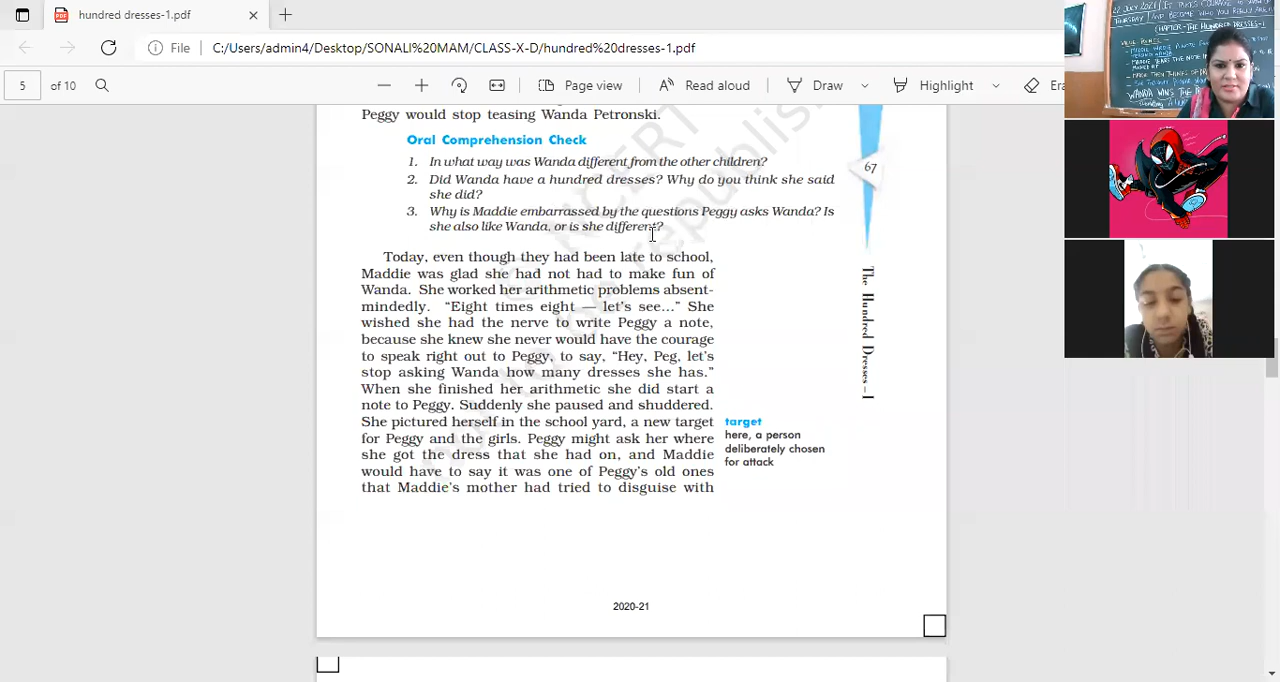 hundred dresses-1.pdf
File C:/Users/admin4/Desktop/SONALI%20MAM/CLASS-X-D/hundred%20dresses-1.pdf
5 of 10 Page view Read aloud Draw Highlight Era
Peggy would stop teasing Wanda Petronski.
Oral Comprehension Check
1. In what way was Wanda different from the other children?
2. Did Wanda have a hundred dresses? Why do you think she said
she did?
3. Why is Maddie embarrassed by the questions Peggy asks Wanda? Is
she also like Wanda, or is she different?
67
Today, even though they had been late to school,
Maddie was glad she had not had to make fun of
Wanda. She worked her arithmetic problems absent-
mindedly. “Eight times eight — let’s see...” She
wished she had the nerve to write Peggy a note,
because she knew she never would have the courage
to speak right out to Peggy, to say, “Hey, Peg, let’s
stop asking Wanda how many dresses she has.”
When she finished her arithmetic she did start a
note to Peggy. Suddenly she paused and shuddered.
She pictured herself in the school yard, a new target
for Peggy and the girls. Peggy might ask her where
she got the dress that she had on, and Maddie
would have to say it was one of Peggy’s old ones
that Maddie’s mother had tried to disguise with
target
here, a person
deliberately chosen
for attack
The Hundred Dresses–I
2020-21
© NCERT
not to be republish
CHAPTER-THE HUNDRED DRESSES-1